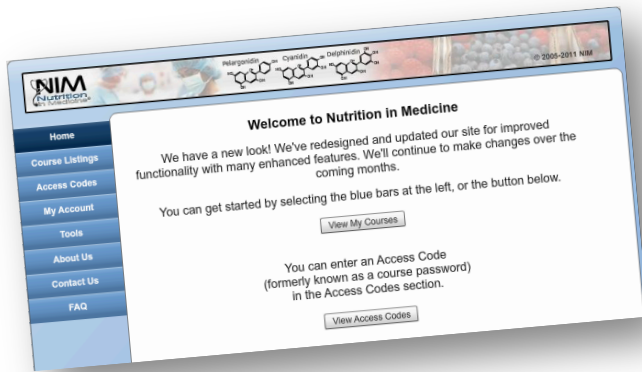 NIM
Nutrition
in Medicine
Pelargonidin Cyanidin Delphinidin
© 2005-2011 NIM
Home
Course Listings
Access Codes
My Account
Tools
About Us
Contact Us
FAQ
Welcome to Nutrition in Medicine
We have a new look! We've redesigned and updated our site for improved
functionality with many enhanced features. We'll continue to make changes over the
coming months.
You can get started by selecting the blue bars at the left, or the button below.
View My Courses
You can enter an Access Code
(formerly known as a course password)
in the Access Codes section.
View Access Codes